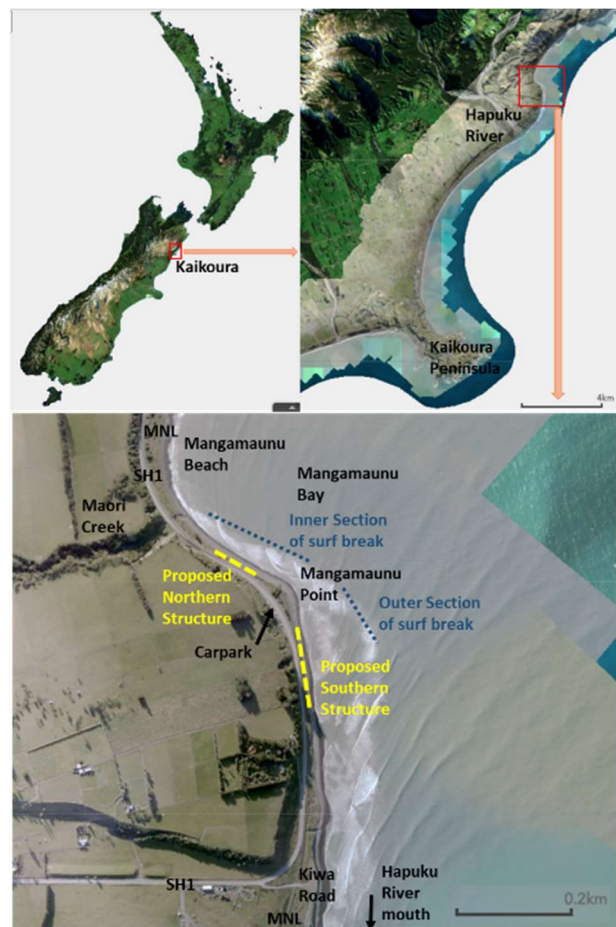 Kaikoura
Hapuku
River
Kaikoura
Peninsula
4km
MNL
Mangamaunu
Beach
SH1
Mangamaunu
Bay
Maori
Creek
Inner Section
of surf break
Proposed
Northern
Structure
Mangamaunu
Point
Outer Section
of surf break
Carpark
Proposed
Southern
Structure
SH1
Kiwa
Road
MNL
Hapuku
River
mouth
0.2km